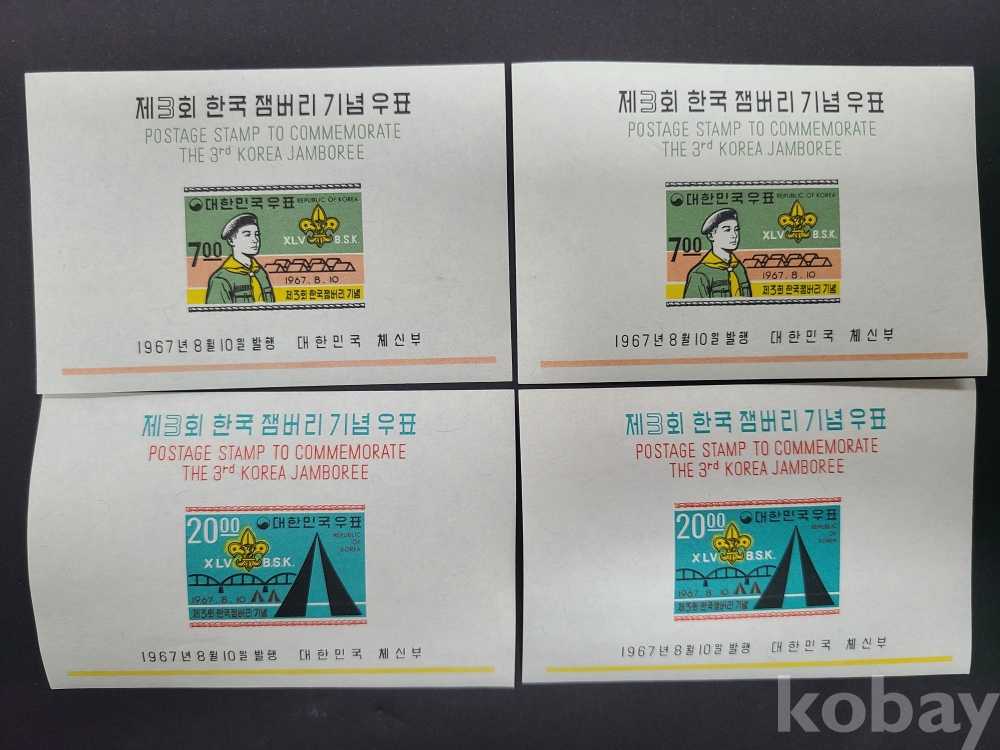 제3회 한국 잼버리 기념 우표
POSTAGE STAMP TO COMMEMORATE
THE 3rd KOREA JAMBOREE
대한민국우표 REPUBLIC OF KOREA
XLV B.S.K.
7.00
1967. 8. 10
제3회 한국잼버리 기념
1967년 8월 10일 발행 대한민국 체신부
제3회 한국 잼버리 기념 우표
POSTAGE STAMP TO COMMEMORATE
THE 3rd KOREA JAMBOREE
대한민국우표 REPUBLIC OF KOREA
XLV B.S.K.
7.00
1967. 8. 10
제3회 한국잼버리 기념
1967년 8월 10일 발행 대한민국 체신부
제3회 한국 잼버리 기념 우표
POSTAGE STAMP TO COMMEMORATE
THE 3rd KOREA JAMBOREE
20.00 대한민국우표
REPUBLIC
OF
KOREA
XLV B.S.K.
1967. 8. 10
제3회 한국잼버리 기념
1967년 8월 10일 발행 대한민국 체신부
제3회 한국 잼버리 기념 우표
POSTAGE STAMP TO COMMEMORATE
THE 3rd KOREA JAMBOREE
20.00 대한민국우표
REPUBLIC
OF
KOREA
XLV B.S.K.
1967. 8. 10
제3회 한국잼버리 기념
1967년 8월 10일 발행 대한민국 체신부
kobay